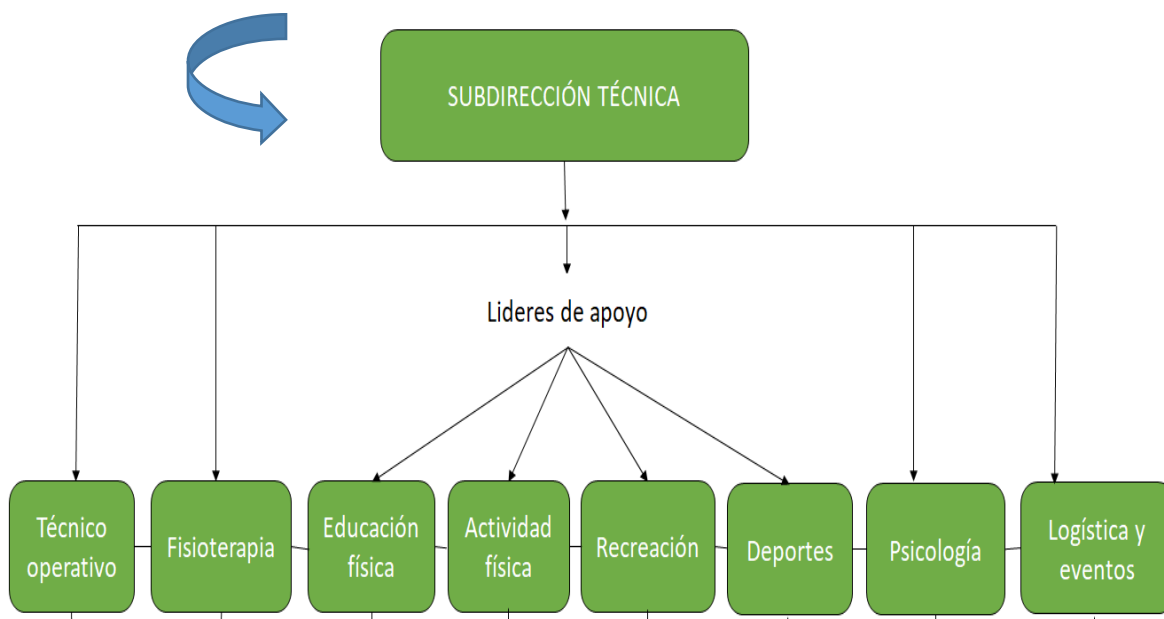 SUBDIRECCIÓN TÉCNICA
Lideres de apoyo
Técnico
operativo
Fisioterapia
Educación
física
Actividad
física
Recreación
Deportes
Psicología
Logística y
eventos